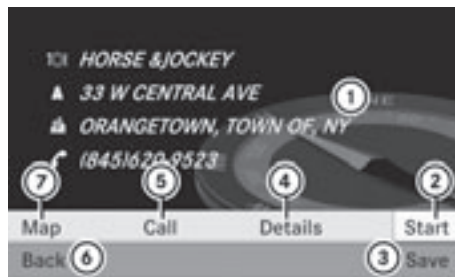 HORSE &JOCKEY
33 W CENTRAL AVE
1
ORANGETOWN, TOWN OF, NY
(845)620-9523
7 5 4 2
Map Call Details Start
Back 6 3 Save